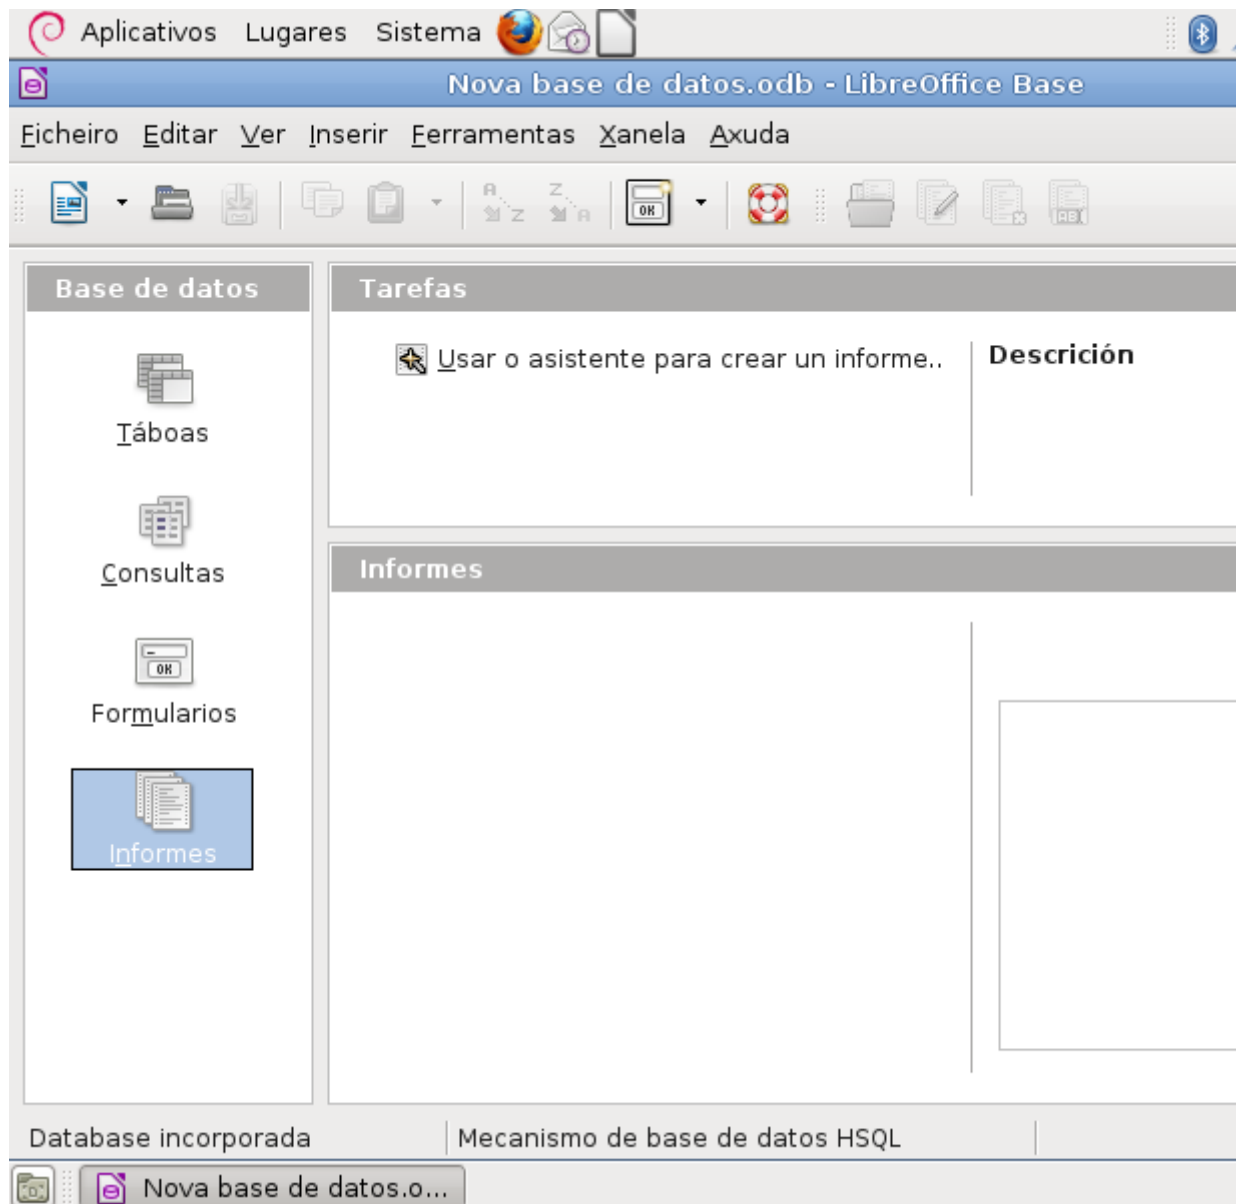 Aplicativos Lugares Sistema
Nova base de datos.odb - LibreOffice Base
Ficheiro Editar Ver Inserir Ferramentas Xanela Axuda
A Z Z A OK
Base de datos
Tarefas
Usar o asistente para crear un informe..
Descrición
Táboas
Consultas
OK
Formularios
Informes
Informes
Database incorporada
Mecanismo de base de datos HSQL
Nova base de datos.o...